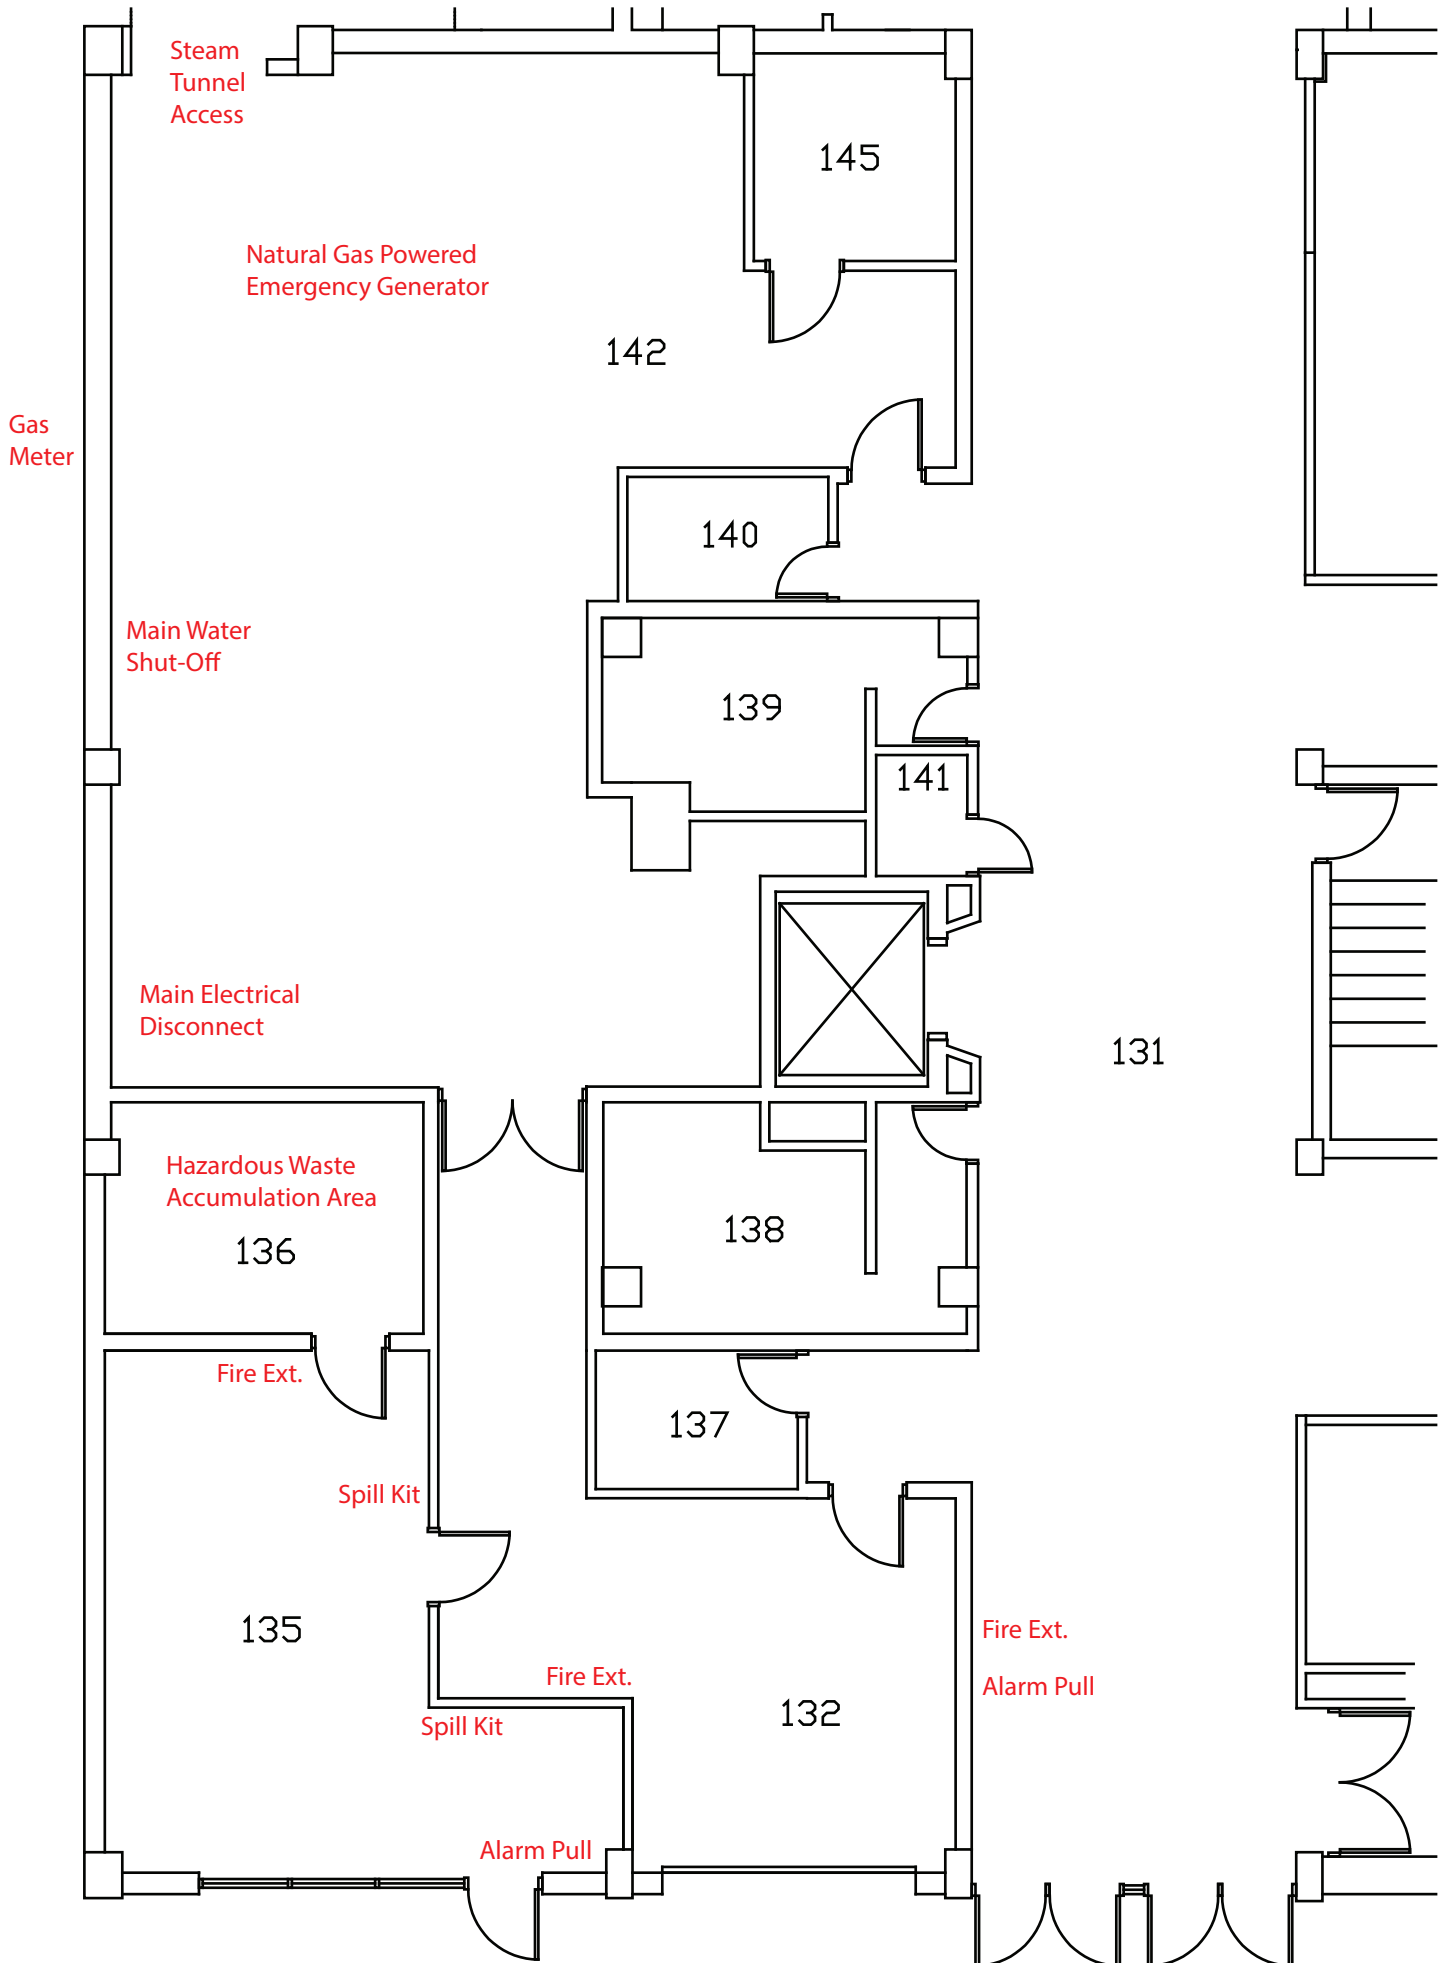 Steam
Tunnel
Access
145
Natural Gas Powered
Emergency Generator
142
Gas
Meter
140
Main Water
Shut-Off
139
141
Main Electrical
Disconnect
131
Hazardous Waste
Accumulation Area
136
138
Fire Ext.
137
Spill Kit
135
Fire Ext.
Alarm Pull
Fire Ext.
132
Spill Kit
Alarm Pull